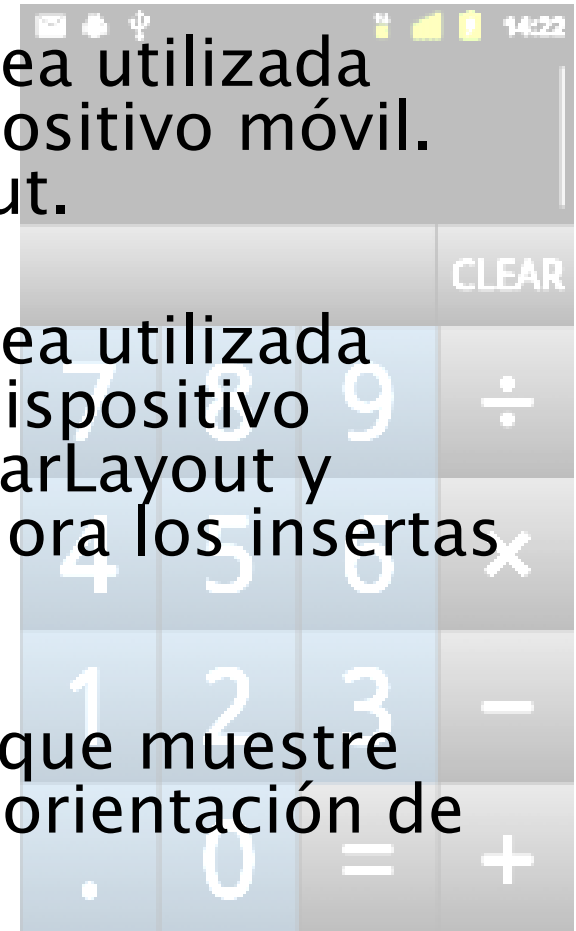 14:22
ea utilizada
ositivo móvil.
ut.
CLEAR
ea utilizada
7 8 9 ÷
ispositivo
arLayout y
ora los insertas
4 5 6 ×
1 2 3 −
que muestre
orientación de
. 0 = +